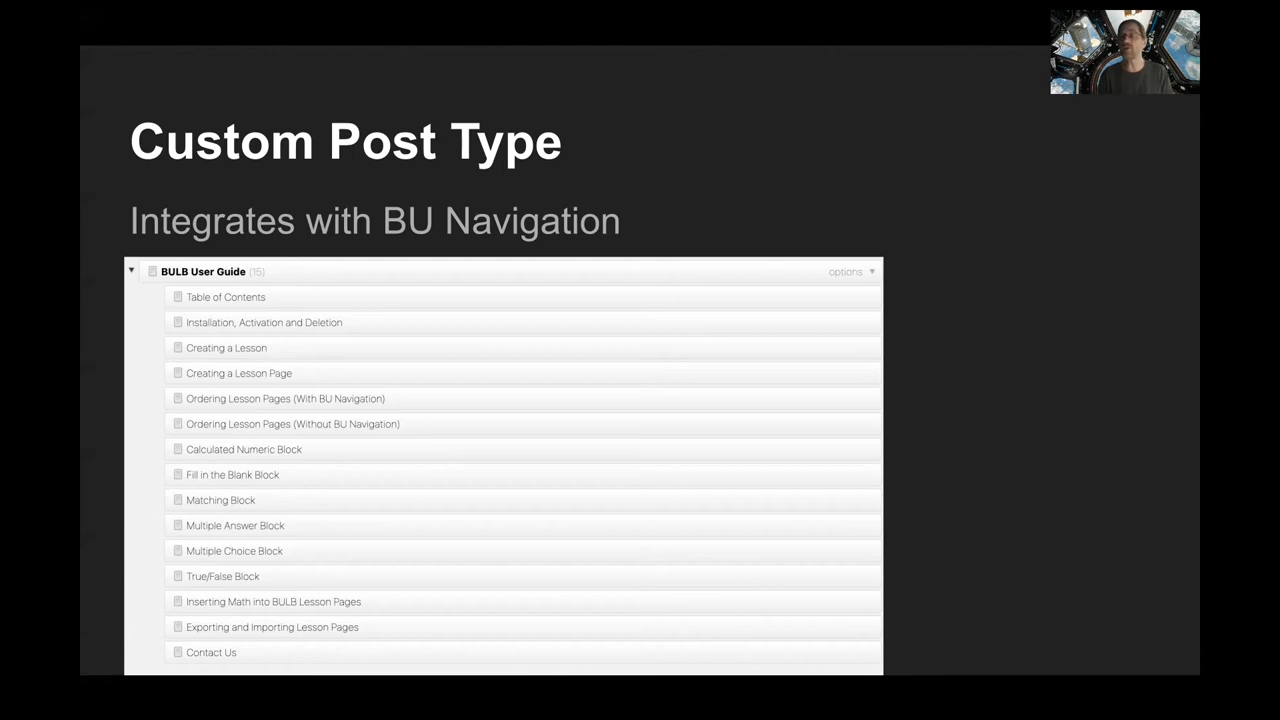 Custom Post Type
Integrates with BU Navigation
BULB User Guide (15) options
Table of Contents
Installation, Activation and Deletion
Creating a Lesson
Creating a Lesson Page
Ordering Lesson Pages (With BU Navigation)
Ordering Lesson Pages (Without BU Navigation)
Calculated Numeric Block
Fill in the Blank Block
Matching Block
Multiple Answer Block
Multiple Choice Block
True/False Block
Inserting Math into BULB Lesson Pages
Exporting and Importing Lesson Pages
Contact Us